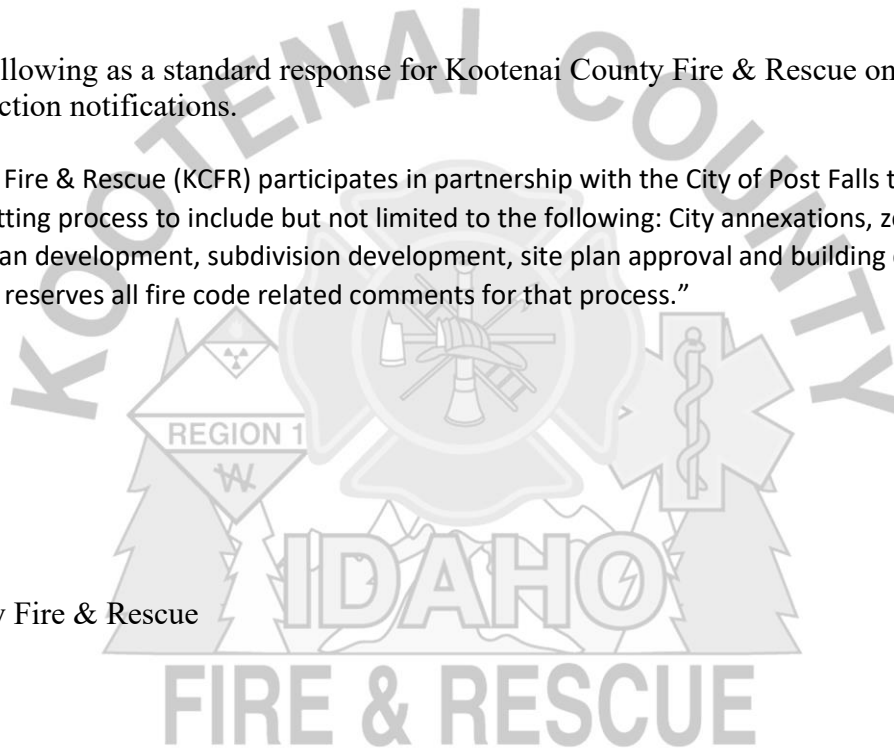 llowing as a standard response for Kootenai County Fire & Rescue on
ction notifications.
Fire & Rescue (KCFR) participates in partnership with the City of Post Falls t
tting process to include but not limited to the following: City annexations, z
an development, subdivision development, site plan approval and building
reserves all fire code related comments for that process.”
KOOTENAI COUNTY
REGION 1
W
IDAHO
y Fire & Rescue
FIRE & RESCUE